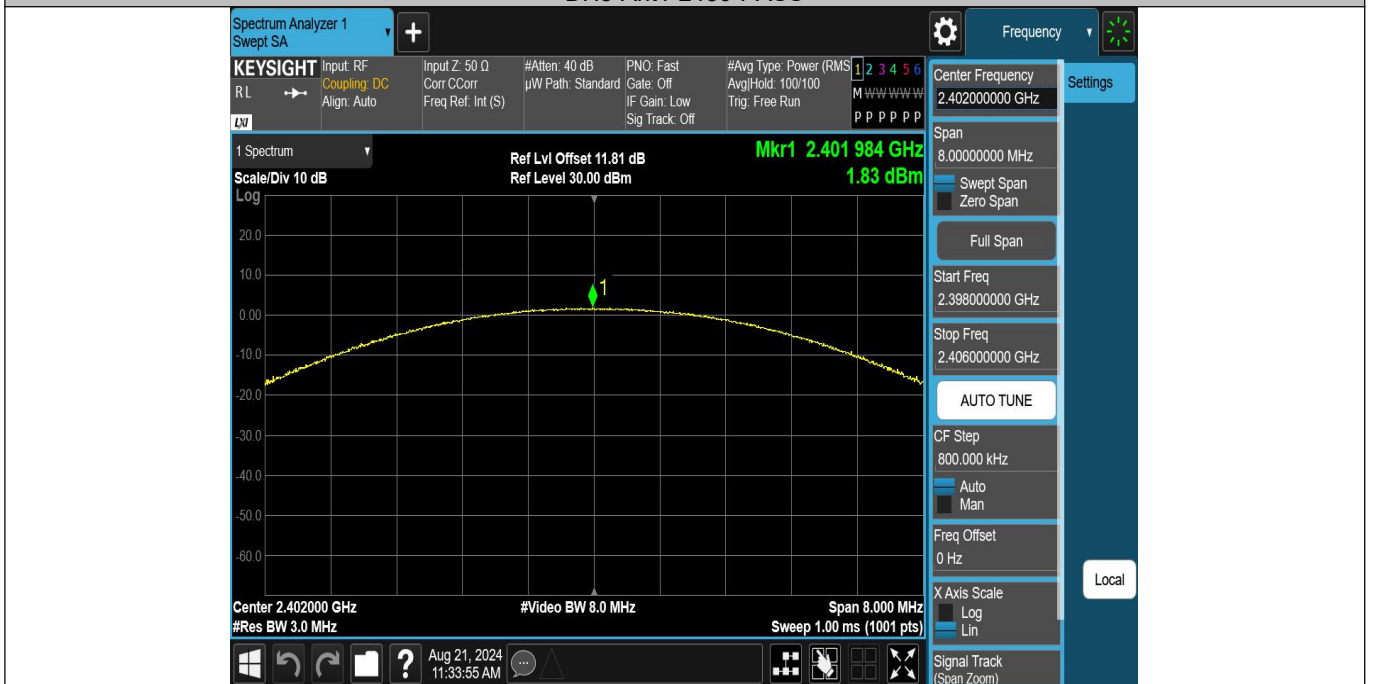 Spectrum Analyzer 1
Swept SA
Frequency
KEYSIGHT
RL
LXI
Input: RF
Coupling: DC
Align: Auto
Input Z: 50 Ω
Corr CCorr
Freq Ref: Int (S)
#Atten: 40 dB
µW Path: Standard
PNO: Fast
Gate: Off
IF Gain: Low
Sig Track: Off
#Avg Type: Power (RMS
Avg|Hold: 100/100
Trig: Free Run
1 2 3 4 5 6
M W W W W W
P P P P P P
1 Spectrum
Scale/Div 10 dB
Log
Ref Lvl Offset 11.81 dB
Ref Level 30.00 dBm
Mkr1 2.401 984 GHz
1.83 dBm
20.0
10.0
0.00
-10.0
-20.0
-30.0
-40.0
-50.0
-60.0
1
Center 2.402000 GHz
#Res BW 3.0 MHz
#Video BW 8.0 MHz
Span 8.000 MHz
Sweep 1.00 ms (1001 pts)
Center Frequency
2.402000000 GHz
Settings
Span
8.00000000 MHz
Swept Span
Zero Span
Full Span
Start Freq
2.398000000 GHz
Stop Freq
2.406000000 GHz
AUTO TUNE
CF Step
800.000 kHz
Auto
Man
Freq Offset
0 Hz
Local
X Axis Scale
Log
Lin
Signal Track
(Span Zoom)
?
Aug 21, 2024
11:33:55 AM